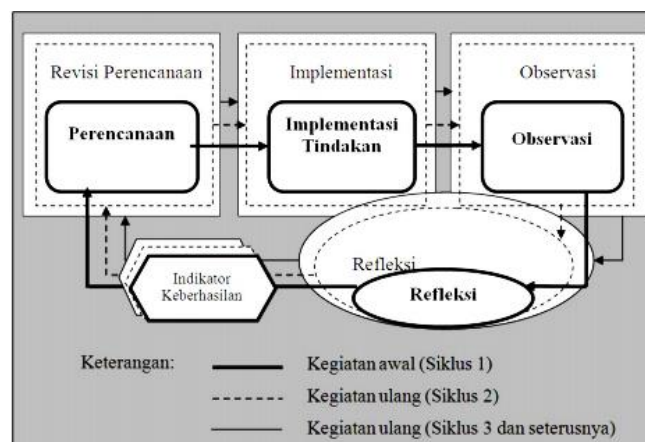 Revisi Perencanaan
Implementasi
Observasi
Perencanaan
Implementasi
Tindakan
Observasi
Refleksi
Refleksi
Indikator
Keberhasilan
Keterangan:
Kegiatan awal (Siklus 1)
Kegiatan ulang (Siklus 2)
Kegiatan ulang (Siklus 3 dan seterusnya)